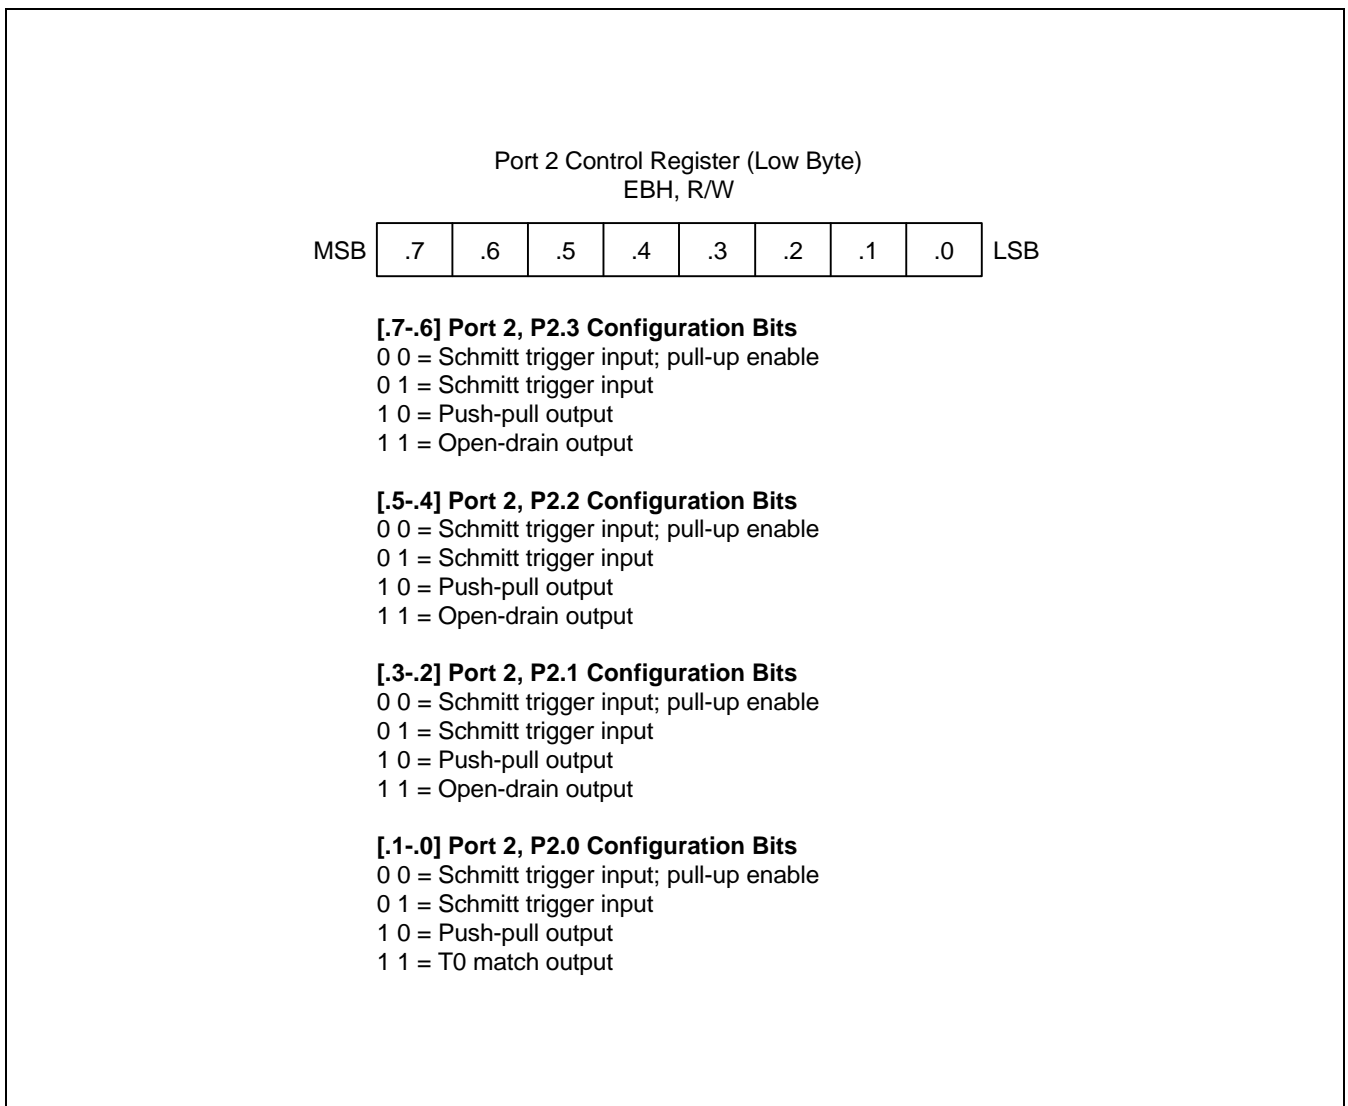 Port 2 Control Register (Low Byte)
EBH, R/W
MSB .7 .6 .5 .4 .3 .2 .1 .0 LSB
[.7-.6] Port 2, P2.3 Configuration Bits
0 0 = Schmitt trigger input; pull-up enable
0 1 = Schmitt trigger input
1 0 = Push-pull output
1 1 = Open-drain output
[.5-.4] Port 2, P2.2 Configuration Bits
0 0 = Schmitt trigger input; pull-up enable
0 1 = Schmitt trigger input
1 0 = Push-pull output
1 1 = Open-drain output
[.3-.2] Port 2, P2.1 Configuration Bits
0 0 = Schmitt trigger input; pull-up enable
0 1 = Schmitt trigger input
1 0 = Push-pull output
1 1 = Open-drain output
[.1-.0] Port 2, P2.0 Configuration Bits
0 0 = Schmitt trigger input; pull-up enable
0 1 = Schmitt trigger input
1 0 = Push-pull output
1 1 = T0 match output